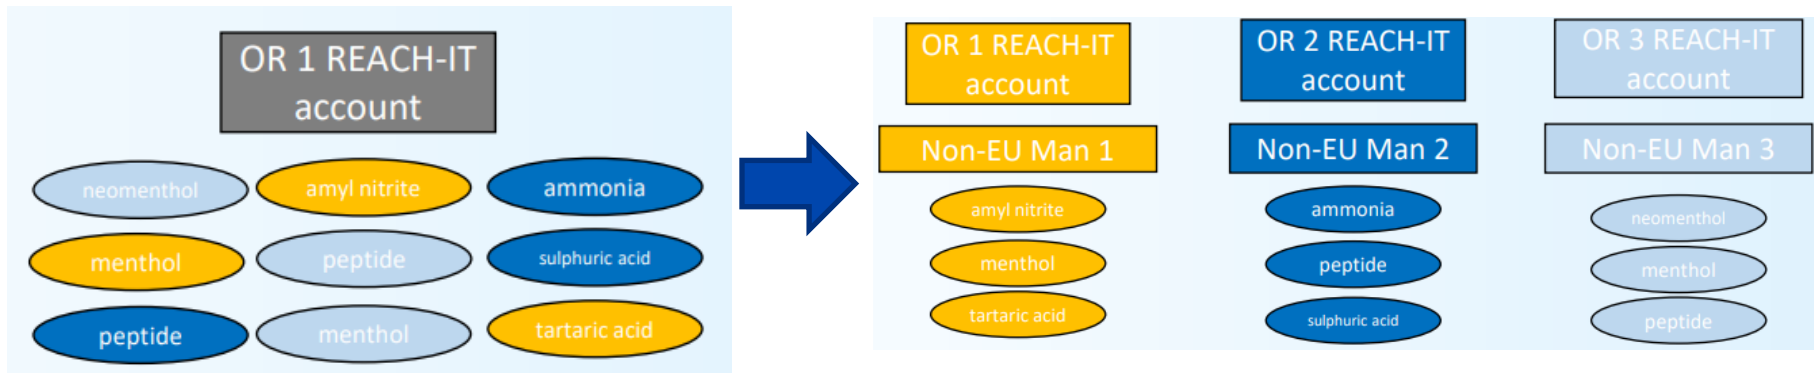 OR 1 REACH-IT
account
neomenthol
amyl nitrite
ammonia
menthol
peptide
sulphuric acid
peptide
menthol
tartaric acid
OR 1 REACH-IT
account
Non-EU Man 1
amyl nitrite
menthol
tartaric acid
OR 2 REACH-IT
account
Non-EU Man 2
ammonia
peptide
sulphuric acid
OR 3 REACH-IT
account
Non-EU Man 3
neomenthol
menthol
peptide